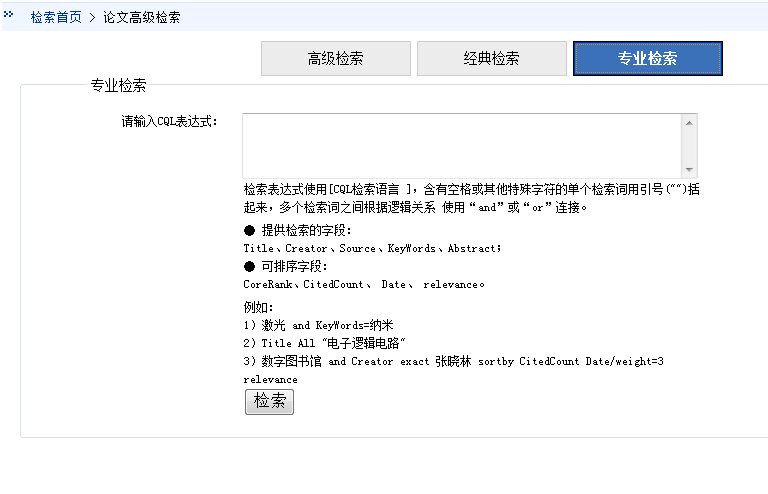 检索首页 > 论文高级检索
高级检索 经典检索 专业检索
专业检索
请输入CQL表达式:
检索表达式使用[CQL检索语言 ],含有空格或其他特殊字符的单个检索词用引号("")括
起来,多个检索词之间根据逻辑关系 使用“and”或“or”连接。
● 提供检索的字段:
Title、Creator、Source、KeyWords、Abstract;
● 可排序字段:
CoreRank、CitedCount、 Date、 relevance。
例如:
1) 激光 and KeyWords=纳米
2) Title All "电子逻辑电路"
3) 数字图书馆 and Creator exact 张晓林 sortby CitedCount Date/weight=3
relevance
检索